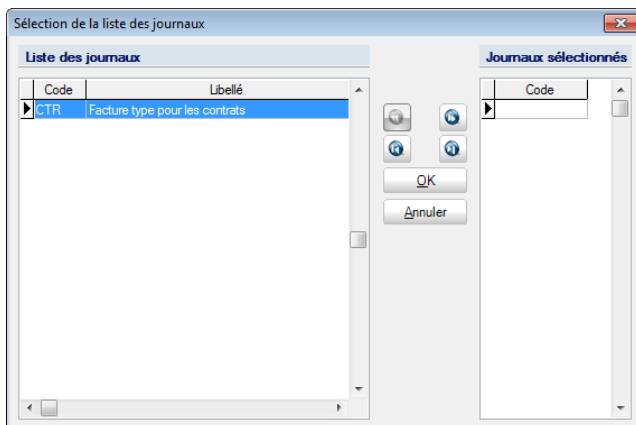 Sélection de la liste des journaux
Liste des journaux
Journaux sélectionnés
Code Libellé
Code
CTR Facture type pour les contrats
OK
Annuler